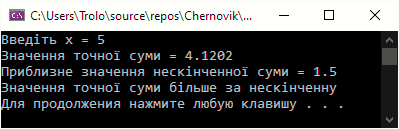 C:\Users\Trolo\source\repos\Chernovik\...
Введіть x = 5
Значення точної суми = 4.1202
Приблизне значення нескінченної суми = 1.5
Значення точної суми більше за нескінченну
Для продолжения нажмите любую клавишу . . .